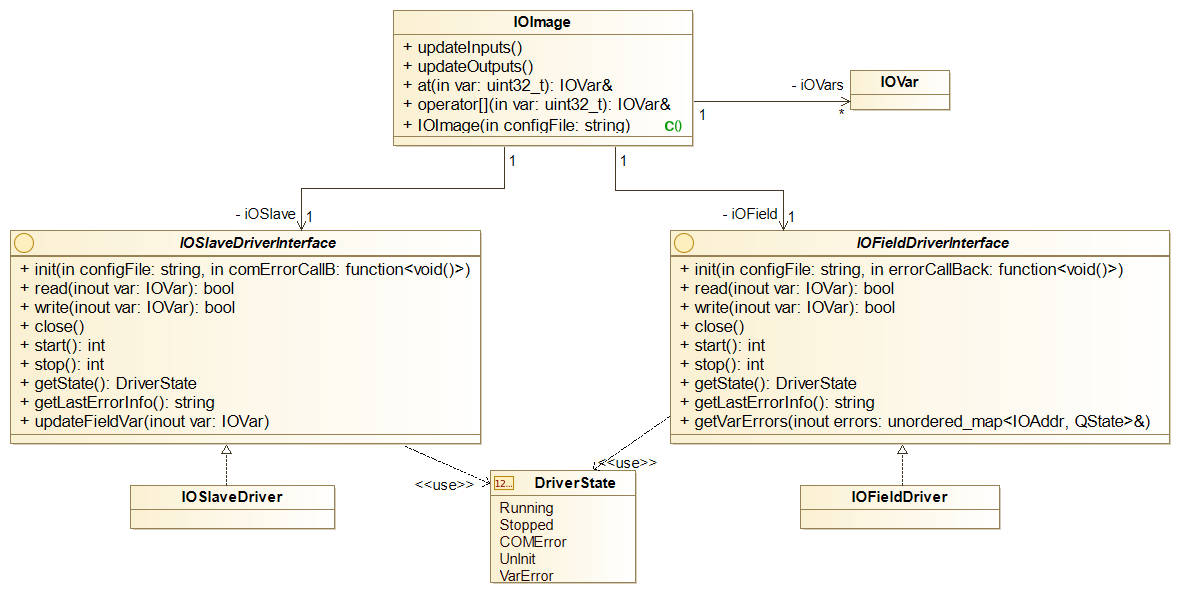 IOImage
+ updateInputs()
+ updateOutputs()
+ at(in var: uint32_t): IOVar&
+ operator[](in var: uint32_t): IOVar&
+ IOImage(in configFile: string) C()
- iOVars
1
*
IOVar
1
1
- iOSlave
1
- iOField
1
IOSlaveDriverInterface
+ init(in configFile: string, in comErrorCallB: function<void()>)
+ read(inout var: IOVar): bool
+ write(inout var: IOVar): bool
+ close()
+ start(): int
+ stop(): int
+ getState(): DriverState
+ getLastErrorInfo(): string
+ updateFieldVar(inout var: IOVar)
IOFieldDriverInterface
+ init(in configFile: string, in errorCallBack: function<void()>)
+ read(inout var: IOVar): bool
+ write(inout var: IOVar): bool
+ close()
+ start(): int
+ stop(): int
+ getState(): DriverState
+ getLastErrorInfo(): string
+ getVarErrors(inout errors: unordered_map<IOAddr, QState>&)
<<use>>
<<use>>
IOSlaveDriver
12... DriverState
Running
Stopped
COMError
UnInit
VarError
IOFieldDriver